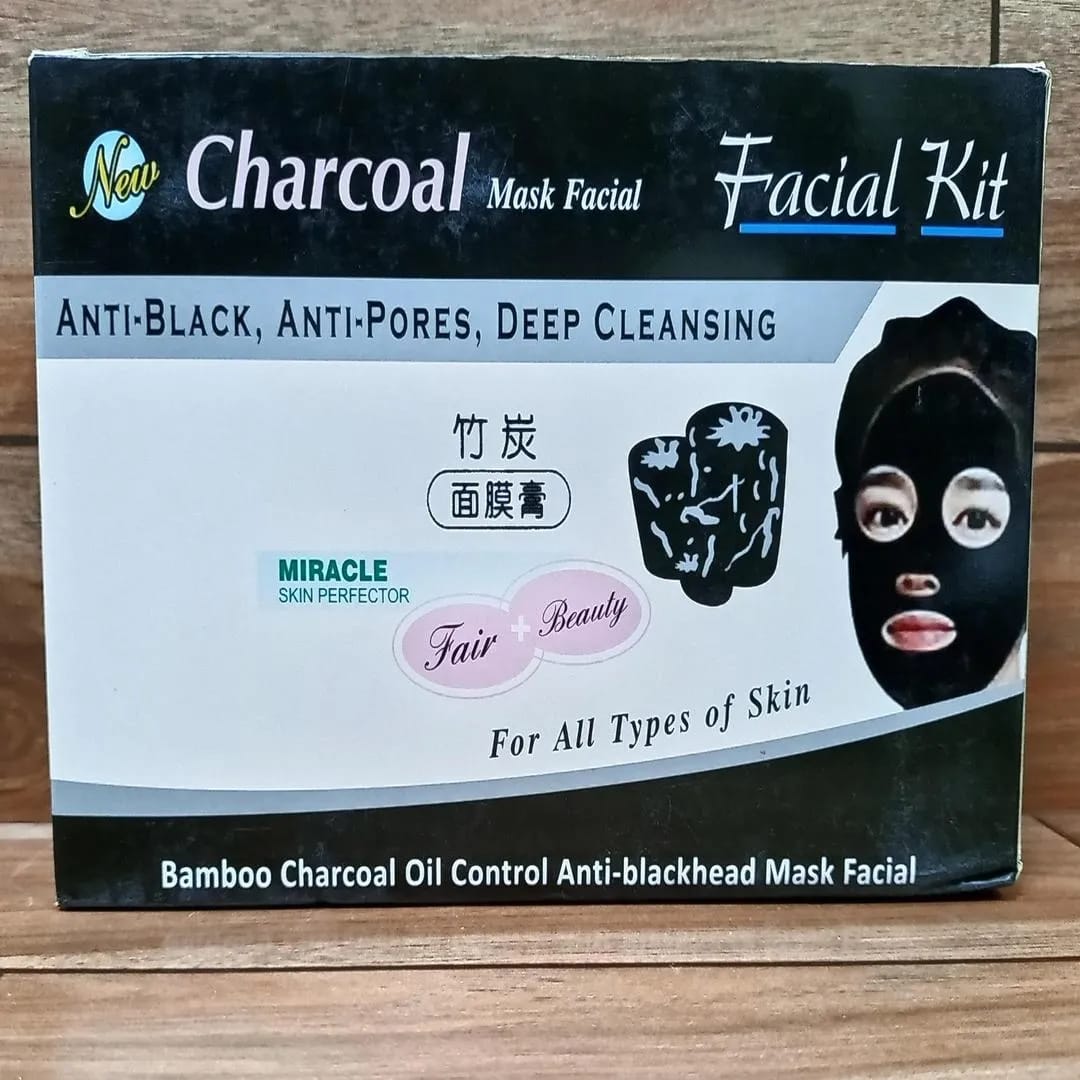 New Charcoal Mask Facial
Facial Kit
ANTI-BLACK, ANTI-PORES, DEEP CLEANSING
竹炭
面膜膏
MIRACLE
SKIN PERFECTOR
Fair + Beauty
For All Types of Skin
Bamboo Charcoal Oil Control Anti-blackhead Mask Facial